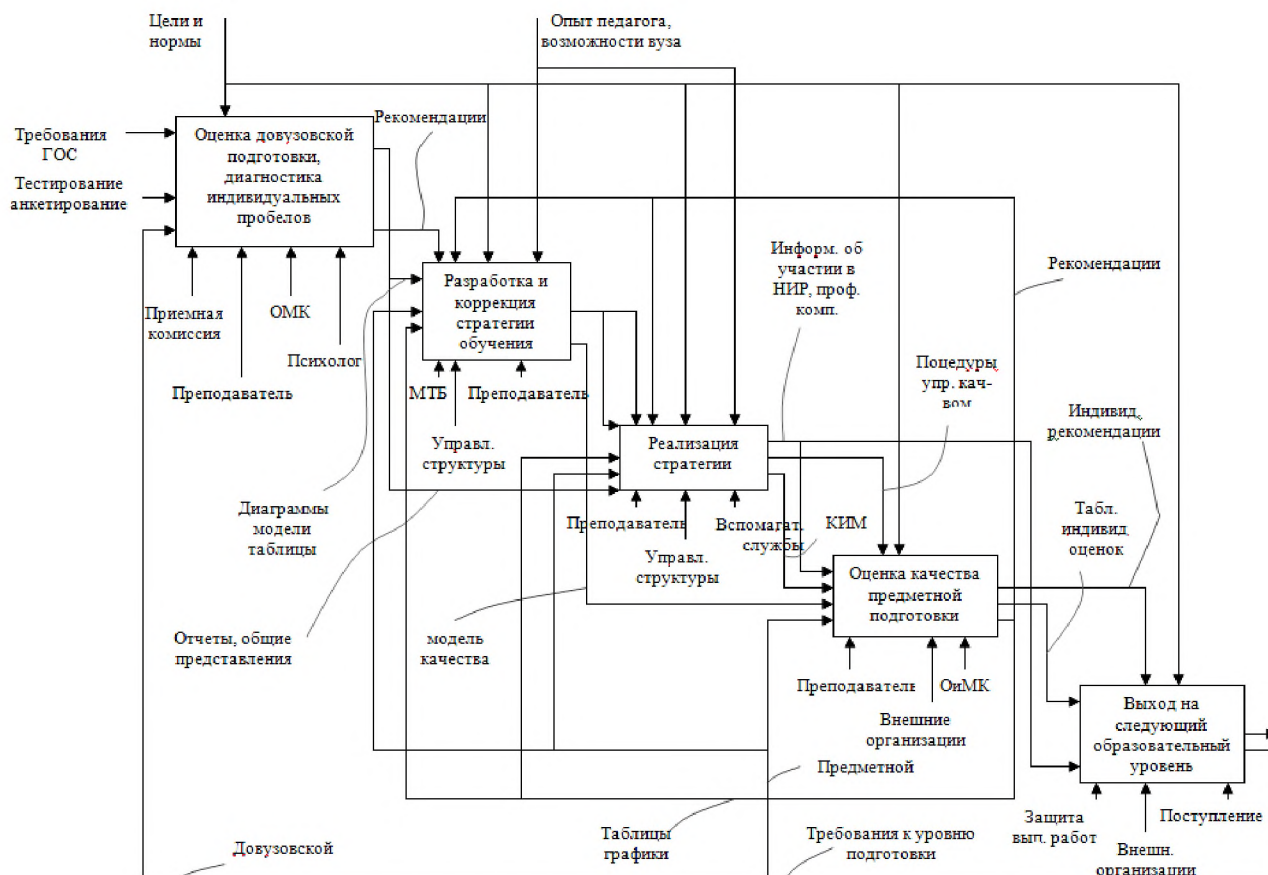 Цели и
нормы
Опыт педагога,
возможности вуза
Рекомендации
Требования
ГОС
Тестирование
анкетирование
Оценка довузовской
подготовки,
диагностика
индивидуальных
пробелов
Приемная
комиссия
ОМК
Психолог
Преподаватель
Разработка и
коррекция
стратегии
обучения
Информ. об
участии в
НИР, проф.
комп.
Рекомендации
МТБ
Преподаватель
Управл.
структуры
Поцедуры
упр. кач-
вом
Индивид.
рекомендации
Реализация
стратегии
Диаграммы
модели
таблицы
Преподаватель
Вспомагат.
службы
Управл.
структуры
КИМ
Табл.
индивид
оценок
Оценка качества
предметной
подготовки
Отчеты, общие
представления
модель
качества
Преподаватель
ОиМК
Внешние
организации
Выход на
следующий
образовательный
уровень
Предметной
Защита
вып. работ
Поступление
Внешн.
организации
Довузовской
Таблицы
графики
Требования к уровню
подготовки